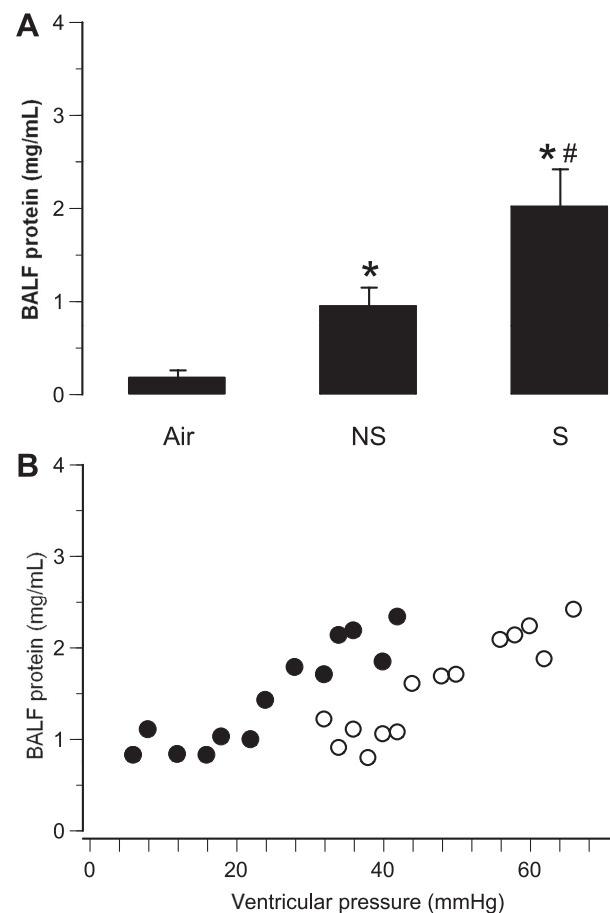 A
BALF protein (mg/mL)
4
3
2
1
0
*
* #
Air NS S
B
BALF protein (mg/mL)
4
3
2
1
0
0 20 40 60
Ventricular pressure (mmHg)